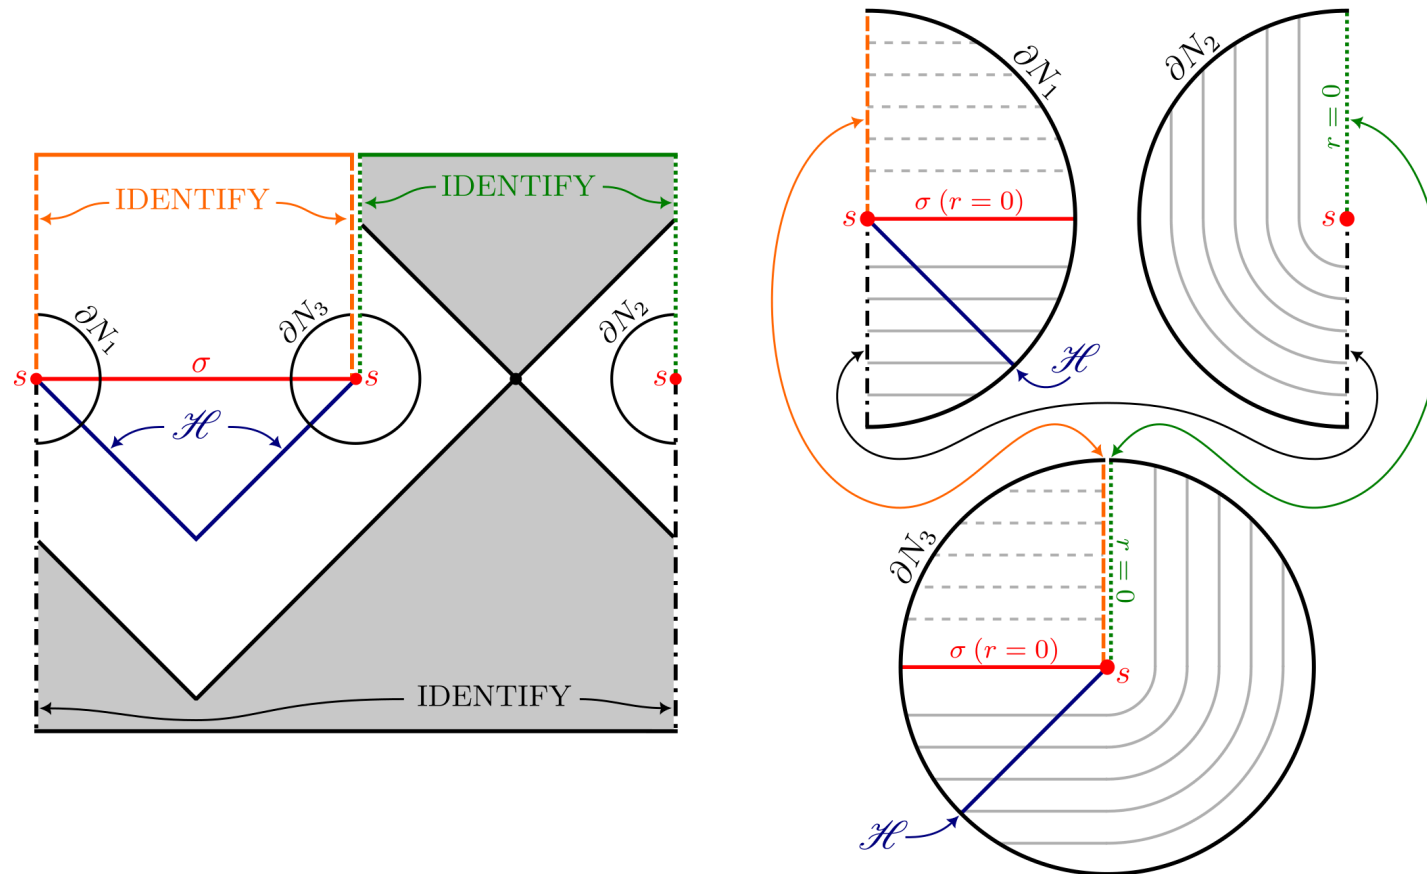 IDENTIFY
IDENTIFY
∂N₁
∂N₃
∂N₂
s
σ
s
s
ℋ
IDENTIFY
∂N₁
∂N₂
r = 0
s
σ (r = 0)
s
ℋ
∂N₃
r = 0
σ (r = 0)
s
ℋ